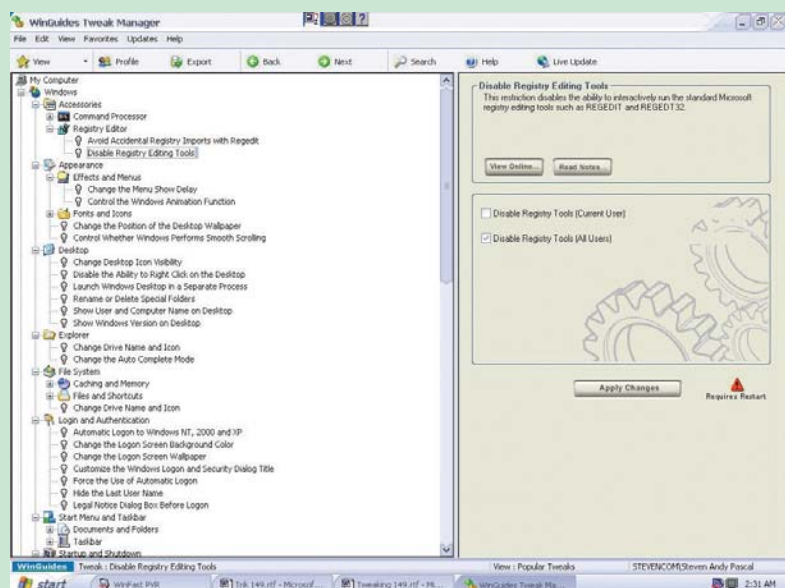 WinGuides Tweak Manager
File Edit View Favorites Updates Help
View Profile Export Back Next Search Help Live Update
My Computer
Windows
Accessories
Command Processor
Registry Editor
Avoid Accidental Registry Imports with Regedit
Disable Registry Editing Tools
Appearance
Effects and Menus
Change the Menu Show Delay
Control the Windows Animation Function
Fonts and Icons
Change the Position of the Desktop Wallpaper
Control Whether Windows Performs Smooth Scrolling
Desktop
Change Desktop Icon Visibility
Disable the Ability to Right Click on the Desktop
Launch Windows Desktop in a Separate Process
Rename or Delete Special Folders
Show User and Computer Name on Desktop
Show Windows Version on Desktop
Explorer
Change Drive Name and Icon
Change the Auto Complete Mode
File System
Caching and Memory
Files and Shortcuts
Change Drive Name and Icon
Login and Authentication
Automatic Logon to Windows NT, 2000 and XP
Change the Logon Screen Background Color
Change the Logon Screen Wallpaper
Customize the Windows Logon and Security Dialog Title
Force the Use of Automatic Logon
Hide the Last User Name
Legal Notice Dialog Box Before Logon
Start Menu and Taskbar
Documents and Folders
Taskbar
Startup and Shutdown
Disable Registry Editing Tools
This restriction disables the ability to interactively run the standard Microsoft
registry editing tools such as REGEDIT and REGEDT32.
View Online... Read Notes...
Disable Registry Tools (Current User)
Disable Registry Tools (All Users)
Apply Changes
Requires Restart
WinGuides Tweak : Disable Registry Editing Tools View : Popular Tweaks STEVENCOM\Steven Andy Pascal
start WinFast PVR Trik 149.rtf - Microsof... Tweaking 149.rtf - Mi... WinGuides Tweak Ma... 2:31 AM